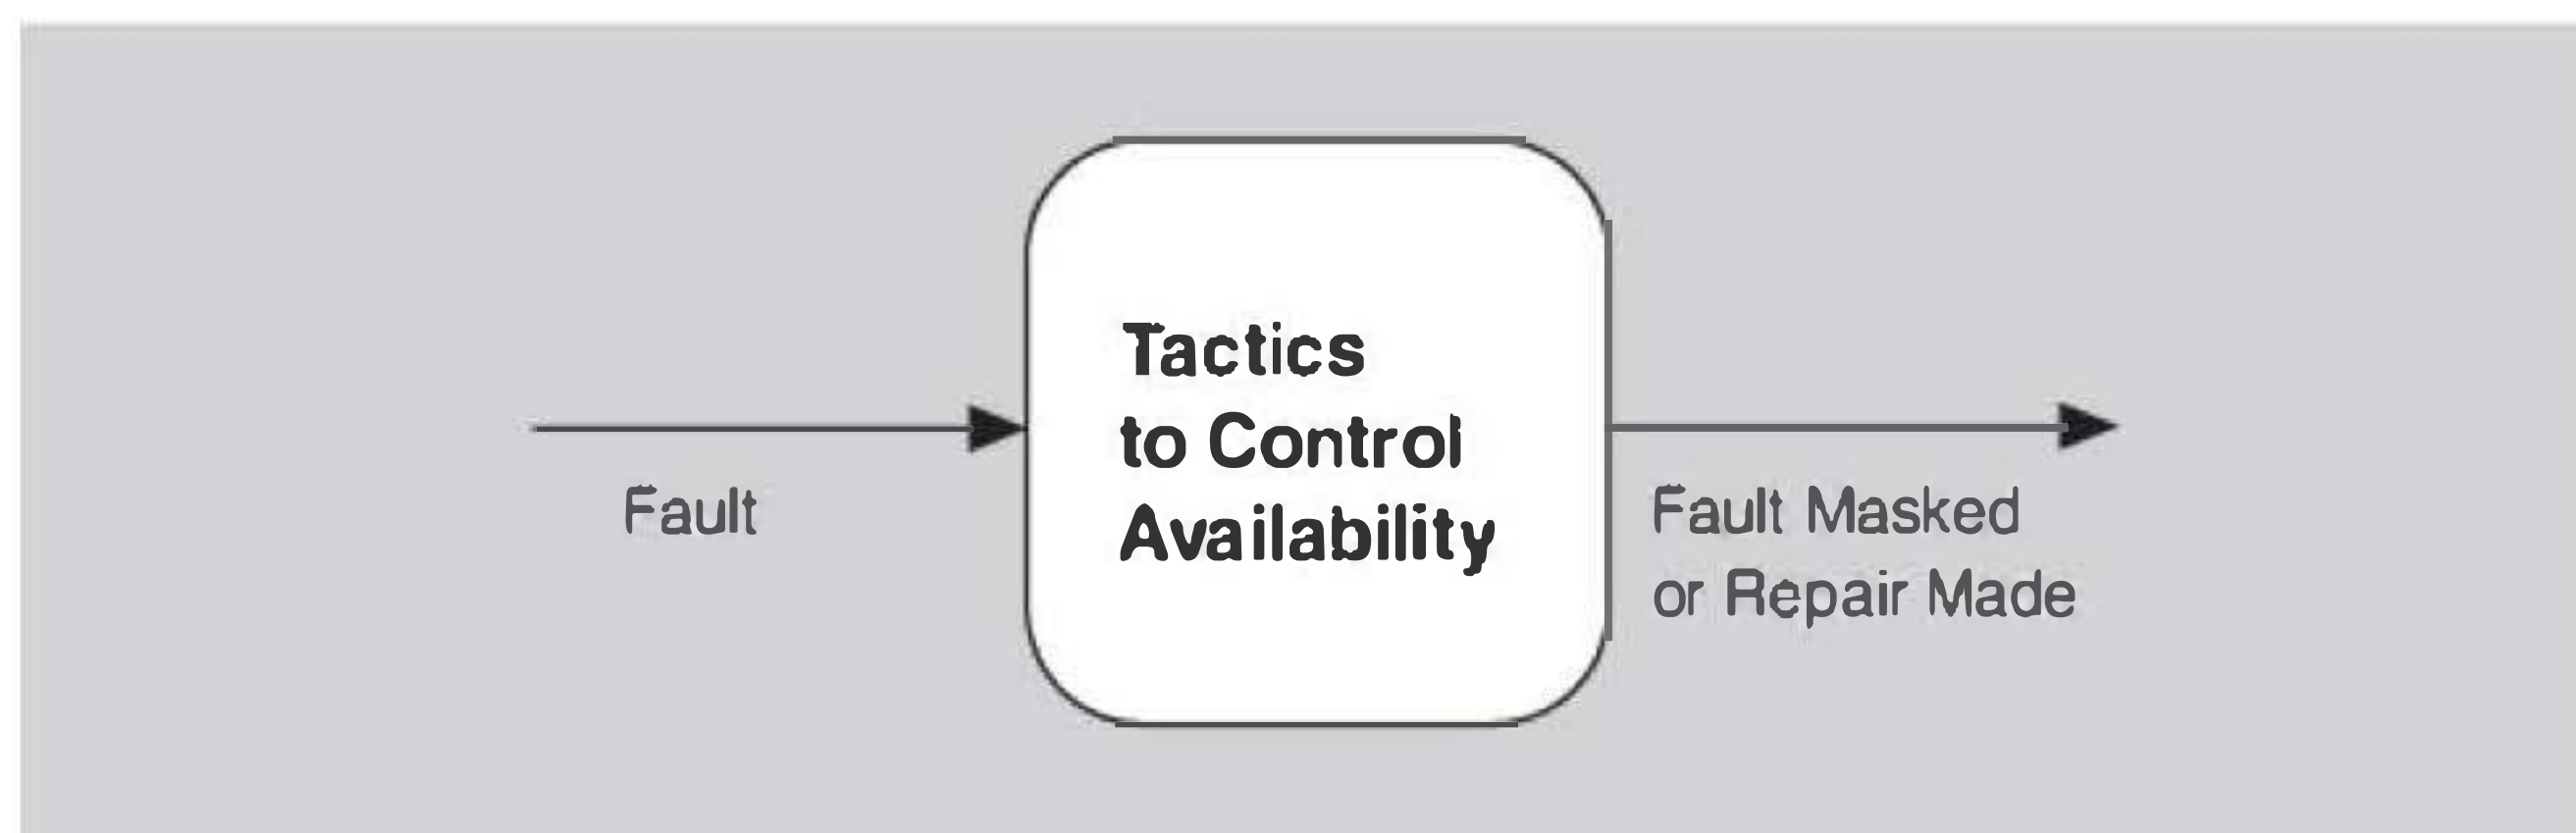 Fault
Tactics
to Control
Availability
Fault Masked
or Repair Made